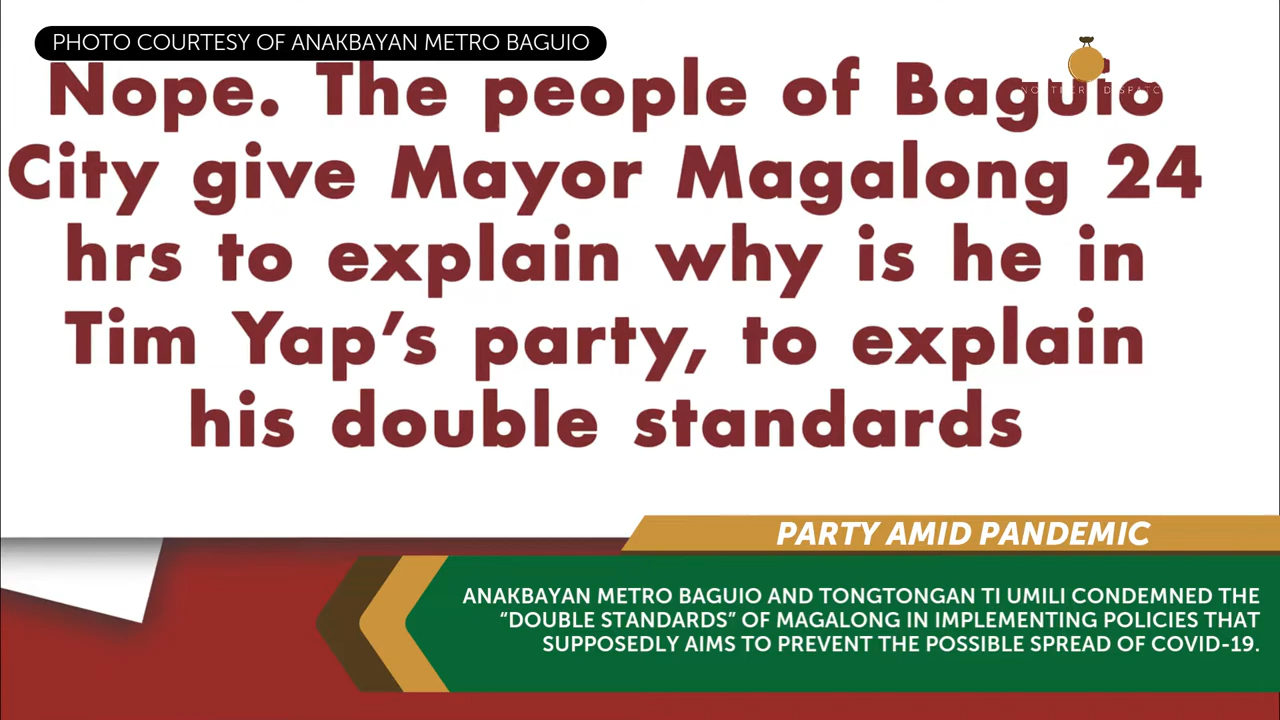 PHOTO COURTESY OF ANAKBAYAN METRO BAGUIO
Nope. The people of Baguio
City give Mayor Magalong 24
hrs to explain why is he in
Tim Yap's party, to explain
his double standards
PARTY AMID PANDEMIC
ANAKBAYAN METRO BAGUIO AND TONGTONGAN TI UMILI CONDEMNED THE
“DOUBLE STANDARDS” OF MAGALONG IN IMPLEMENTING POLICIES THAT
SUPPOSEDLY AIMS TO PREVENT THE POSSIBLE SPREAD OF COVID-19.